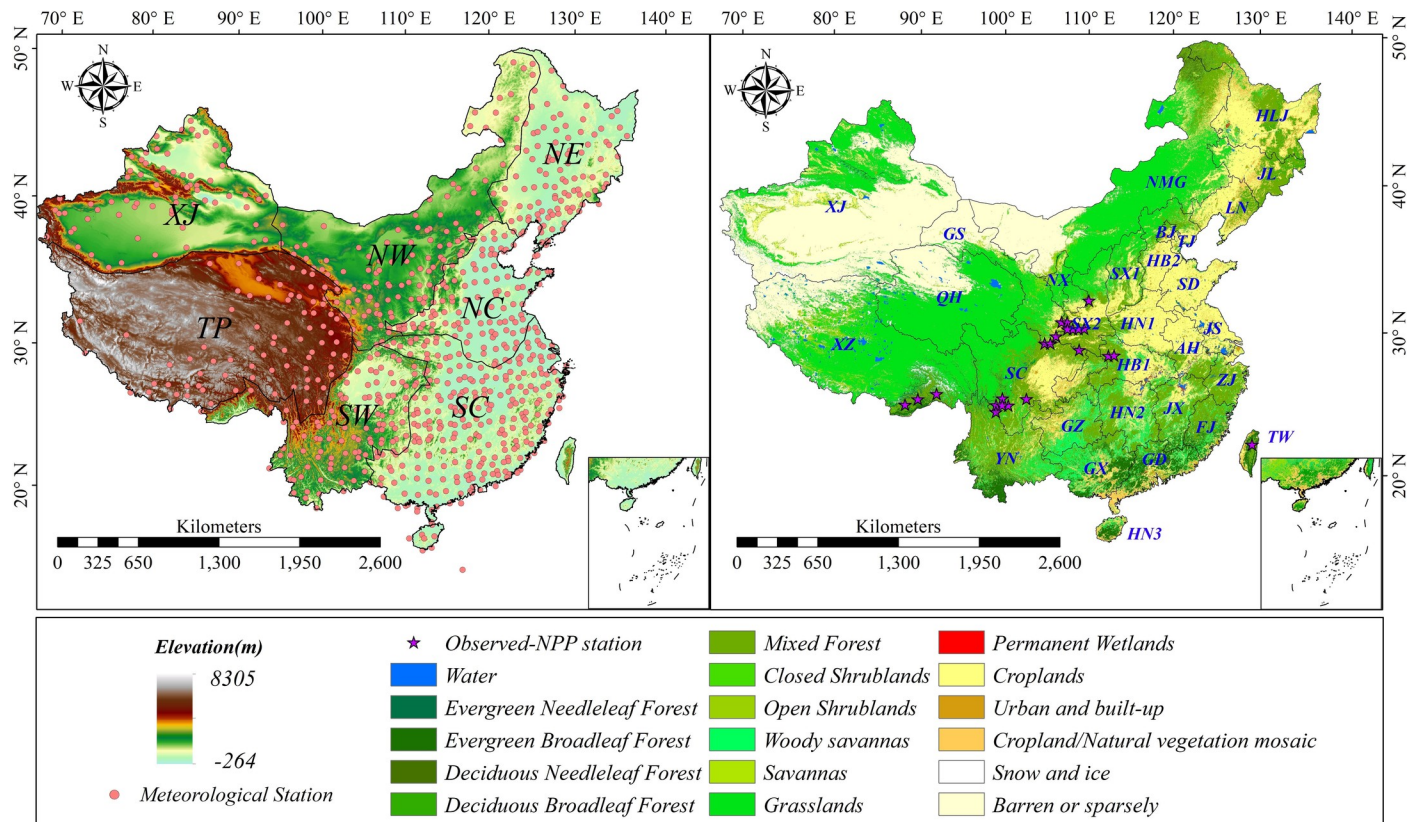 70° E 80° E 90° E 100° E 110° E 120° E 130° E 140° E
70° E 80° E 90° E 100° E 110° E 120° E 130° E 140° E
50° N
40° N
30° N
20° N
N
W E
S
NE
XJ
NW
NC
TP
SW
SC
Kilometers
0 325 650 1,300 1,950 2,600
N
W E
S
HLJ
JL
NMG
LN
XJ
BJ
GS
TJ
HB2
SX1
NX
SD
QH
SX2
HN1
JS
XZ
AH
HB1
SC
ZJ
HN2
JX
GZ
FJ
TW
YN
GX
GD
HN3
Kilometers
0 325 650 1,300 1,950 2,600
50° N
40° N
30° N
20° N
Elevation(m)
8305
-264
Meteorological Station
Observed-NPP station
Water
Evergreen Needleleaf Forest
Evergreen Broadleaf Forest
Deciduous Needleleaf Forest
Deciduous Broadleaf Forest
Mixed Forest
Closed Shrublands
Open Shrublands
Woody savannas
Savannas
Grasslands
Permanent Wetlands
Croplands
Urban and built-up
Cropland/Natural vegetation mosaic
Snow and ice
Barren or sparsely